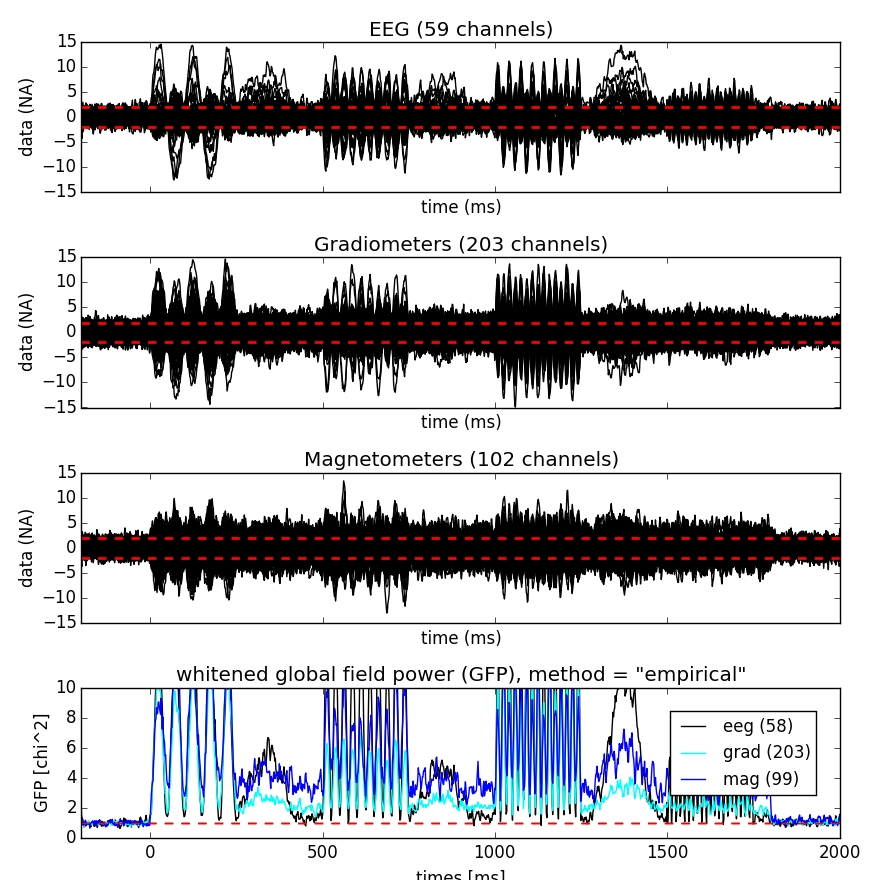 EEG (59 channels)
15
10
5
0
−5
−10
−15
data (NA)
time (ms)
Gradiometers (203 channels)
15
10
5
0
−5
−10
−15
data (NA)
time (ms)
Magnetometers (102 channels)
15
10
5
0
−5
−10
−15
data (NA)
time (ms)
whitened global field power (GFP), method = "empirical"
10
8
6
4
2
0
GFP [chi^2]
eeg (58)
grad (203)
mag (99)
0 500 1000 1500 2000
times [ms]